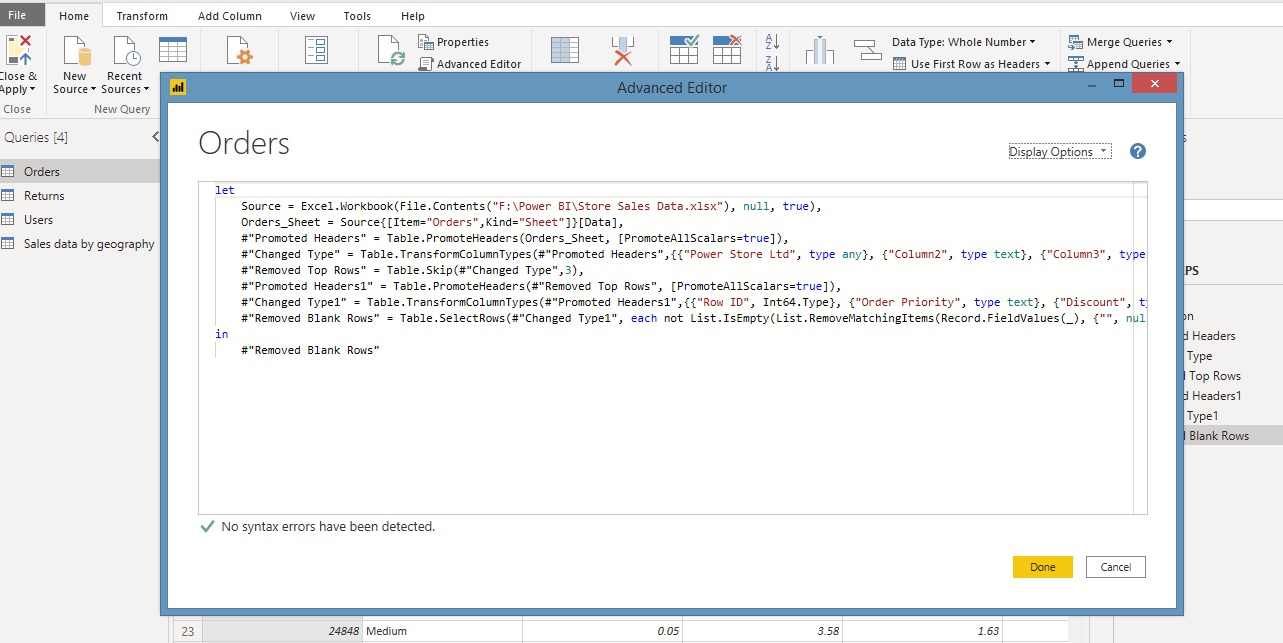 File Home Transform Add Column View Tools Help
Properties
Advanced Editor
Data Type: Whole Number
Use First Row as Headers
Merge Queries
Append Queries
Close &
Apply
New
Source
Recent
Sources
Close
New Query
Advanced Editor
Queries [4]
Orders
Returns
Users
Sales data by geography
Orders
Display Options
?
let
Source = Excel.Workbook(File.Contents("F:\Power BI\Store Sales Data.xlsx"), null, true),
Orders_Sheet = Source{[Item="Orders",Kind="Sheet"]}[Data],
#"Promoted Headers" = Table.PromoteHeaders(Orders_Sheet, [PromoteAllScalars=true]),
#"Changed Type" = Table.TransformColumnTypes(#"Promoted Headers",{{"Power Store Ltd", type any}, {"Column2", type text}, {"Column3", type
#"Removed Top Rows" = Table.Skip(#"Changed Type",3),
#"Promoted Headers1" = Table.PromoteHeaders(#"Removed Top Rows", [PromoteAllScalars=true]),
#"Changed Type1" = Table.TransformColumnTypes(#"Promoted Headers1",{{"Row ID", Int64.Type}, {"Order Priority", type text}, {"Discount", t
#"Removed Blank Rows" = Table.SelectRows(#"Changed Type1", each not List.IsEmpty(List.RemoveMatchingItems(Record.FieldValues(_), {"", nul
in
#"Removed Blank Rows"
No syntax errors have been detected.
Done
Cancel
PS
on
d Headers
Type
Top Rows
d Headers1
Type1
Blank Rows
23 24848 Medium 0.05 3.58 1.63